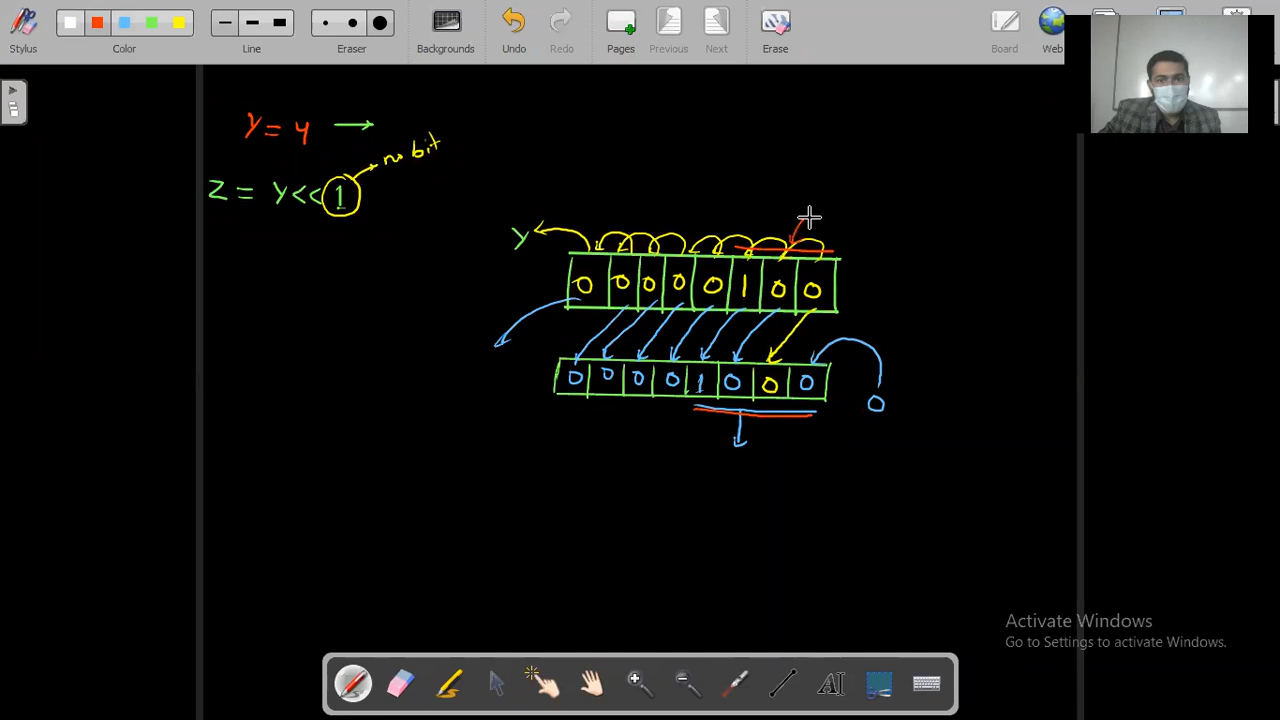 Stylus
Color
Line
Eraser
Backgrounds
Undo
Redo
Pages
Previous
Next
Erase
Board
Web
Y = 4 →
no bit
Z = Y << 1
Y
0 0 0 0 0 1 0 0
0 0 0 0 1 0 0 0
0
Activate Windows
Go to Settings to activate Windows.
AI